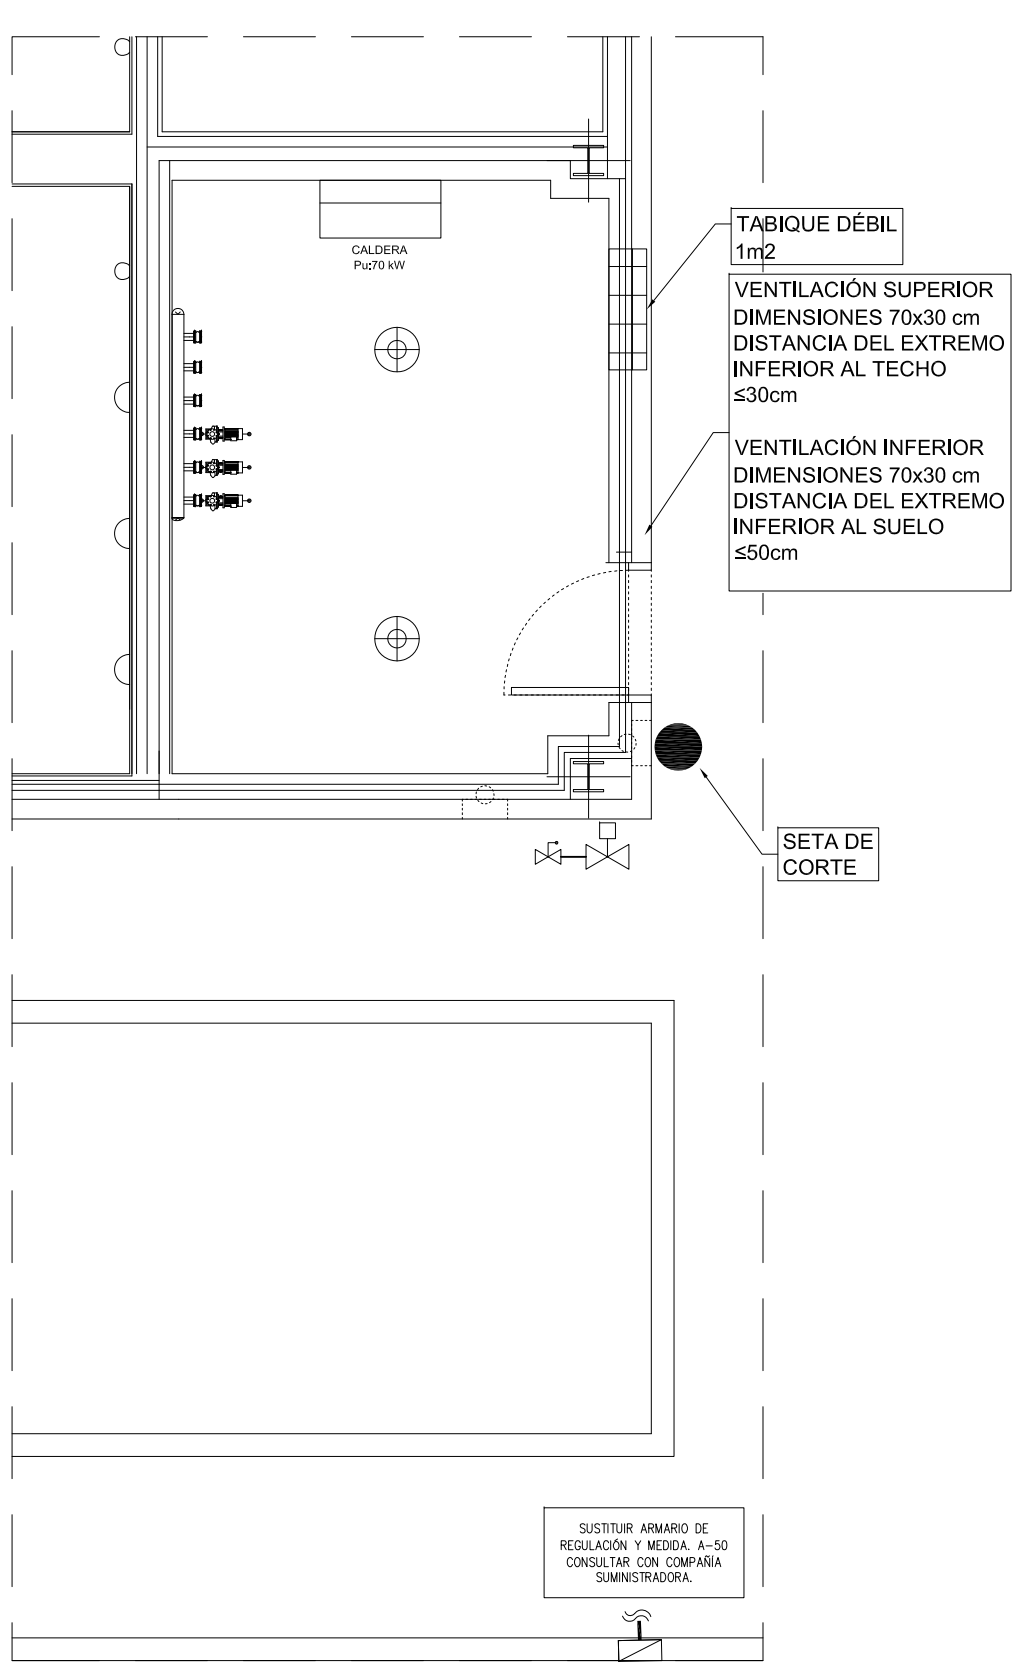 TABIQUE DÉBIL
1m2
VENTILACIÓN SUPERIOR
DIMENSIONES 70x30 cm
DISTANCIA DEL EXTREMO
INFERIOR AL TECHO
≤30cm
VENTILACIÓN INFERIOR
DIMENSIONES 70x30 cm
DISTANCIA DEL EXTREMO
INFERIOR AL SUELO
≤50cm
CALDERA
Pu:70 kW
SETA DE
CORTE
SUSTITUIR ARMARIO DE
REGULACIÓN Y MEDIDA. A-50
CONSULTAR CON COMPAÑÍA
SUMINISTRADORA.